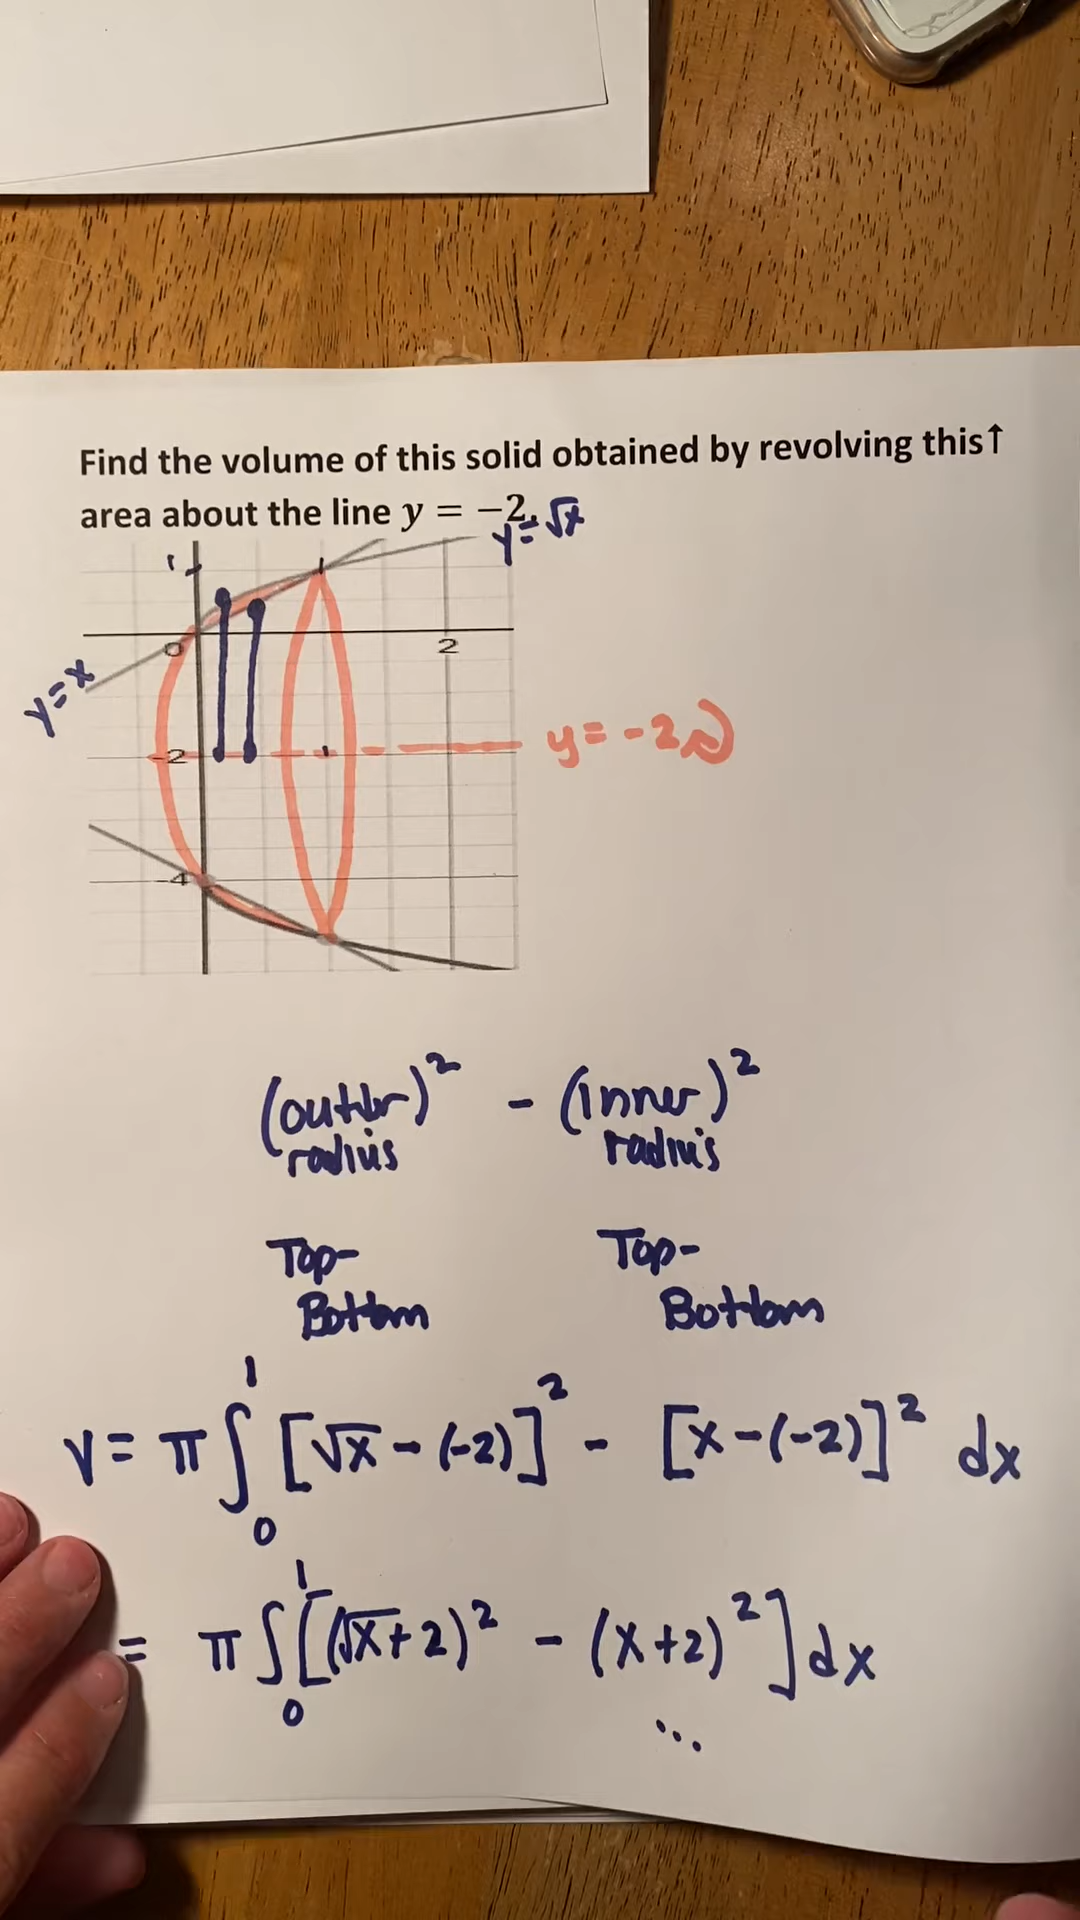 Find the volume of this solid obtained by revolving this↑
area about the line y = −2.
y=√x
1
0
2
y=x
-2
y=-2
-4
(outer)² - (inner)²
radius radius
Top- Top-
Bottom Bottom
V= π∫₀¹ [√x-(-2)]² - [x-(-2)]² dx
= π∫₀¹ [(√x+2)² - (x+2)²] dx
...